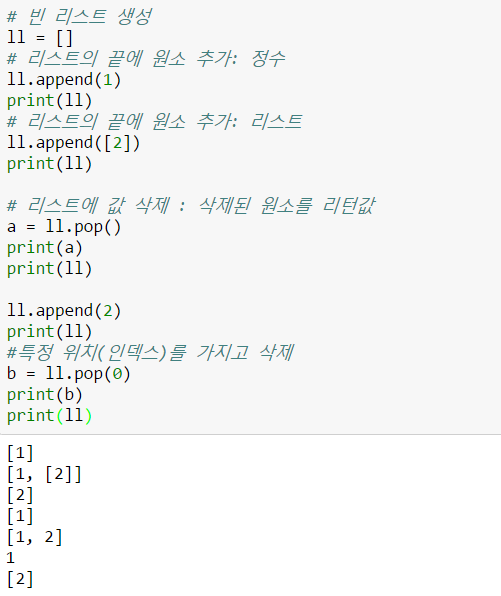 # 빈 리스트 생성
ll = []
# 리스트의 끝에 원소 추가: 정수
ll.append(1)
print(ll)
# 리스트의 끝에 원소 추가: 리스트
ll.append([2])
print(ll)
# 리스트에 값 삭제 : 삭제된 원소를 리턴값
a = ll.pop()
print(a)
print(ll)
ll.append(2)
print(ll)
#특정 위치(인덱스)를 가지고 삭제
b = ll.pop(0)
print(b)
print(ll)
[1]
[1, [2]]
[2]
[1]
[1, 2]
1
[2]